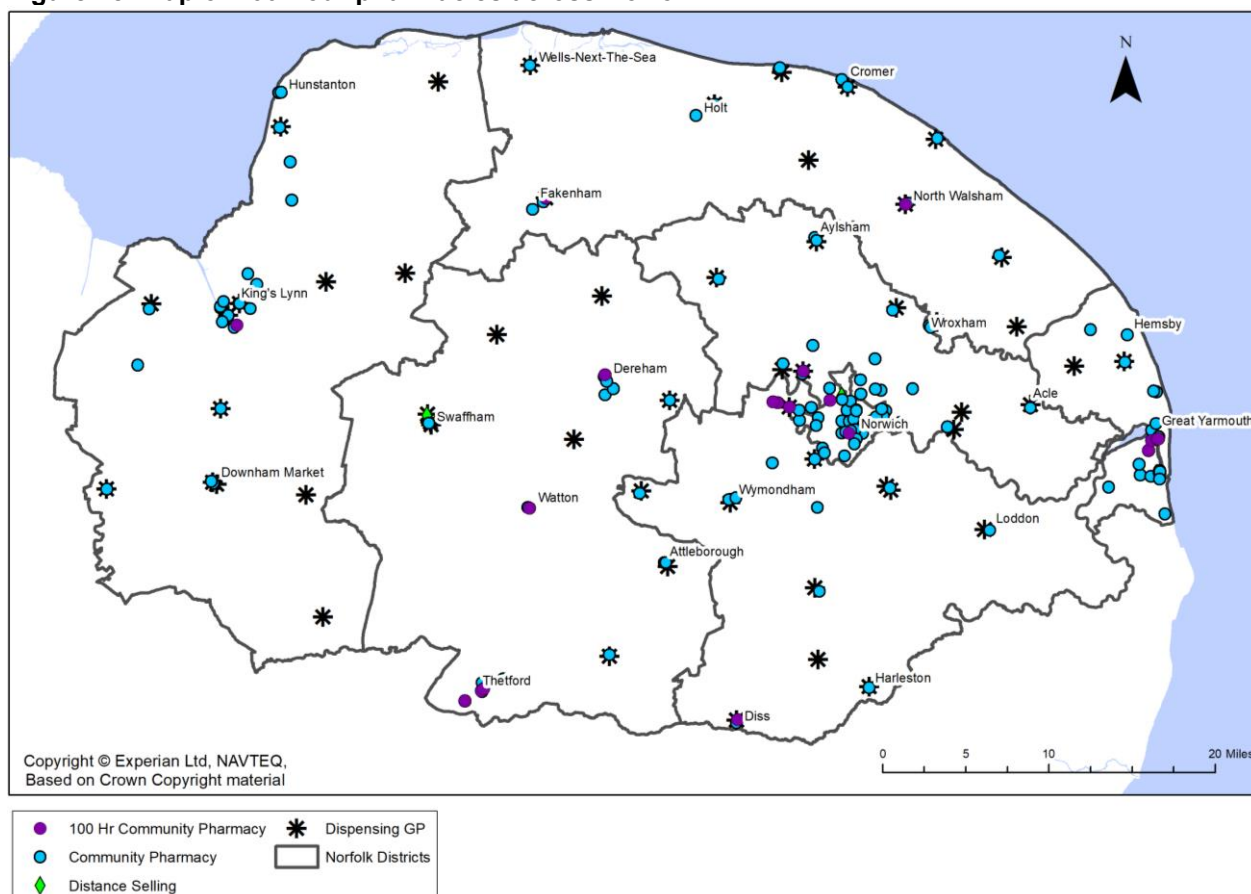 N
Wells-Next-The-Sea
Cromer
Hunstanton
Holt
Fakenham
North Walsham
Aylsham
King's Lynn
Wroxham
Hemsby
Dereham
Acle
Swaffham
Norwich
Great Yarmouth
Downham Market
Watton
Wymondham
Loddon
Attleborough
Thetford
Harleston
Diss
Copyright © Experian Ltd, NAVTEQ,
Based on Crown Copyright material
0 5 10 20 Miles
100 Hr Community Pharmacy
Dispensing GP
Community Pharmacy
Norfolk Districts
Distance Selling